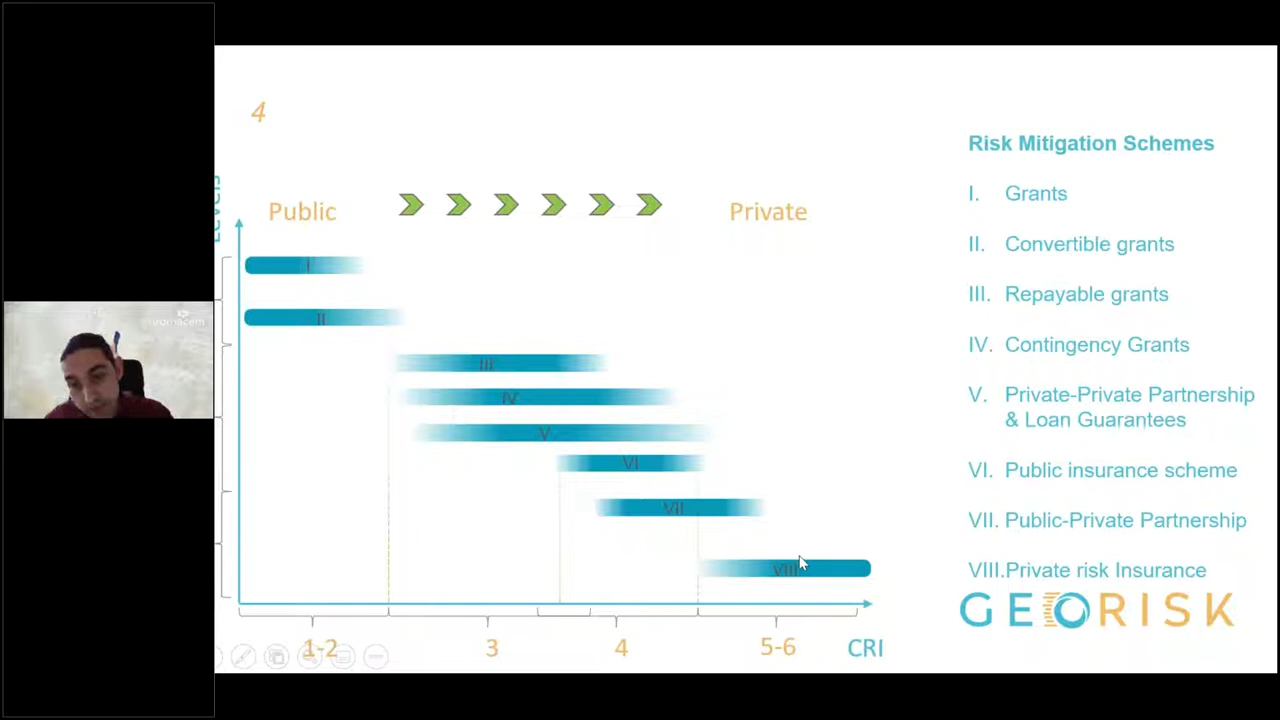 4
Levels
Public
Private
I
II
III
IV
V
VI
VII
VIII
1-2
3
4
5-6
CRI
Risk Mitigation Schemes
I. Grants
II. Convertible grants
III. Repayable grants
IV. Contingency Grants
V. Private-Private Partnership
& Loan Guarantees
VI. Public insurance scheme
VII. Public-Private Partnership
VIII.Private risk Insurance
GEORISK